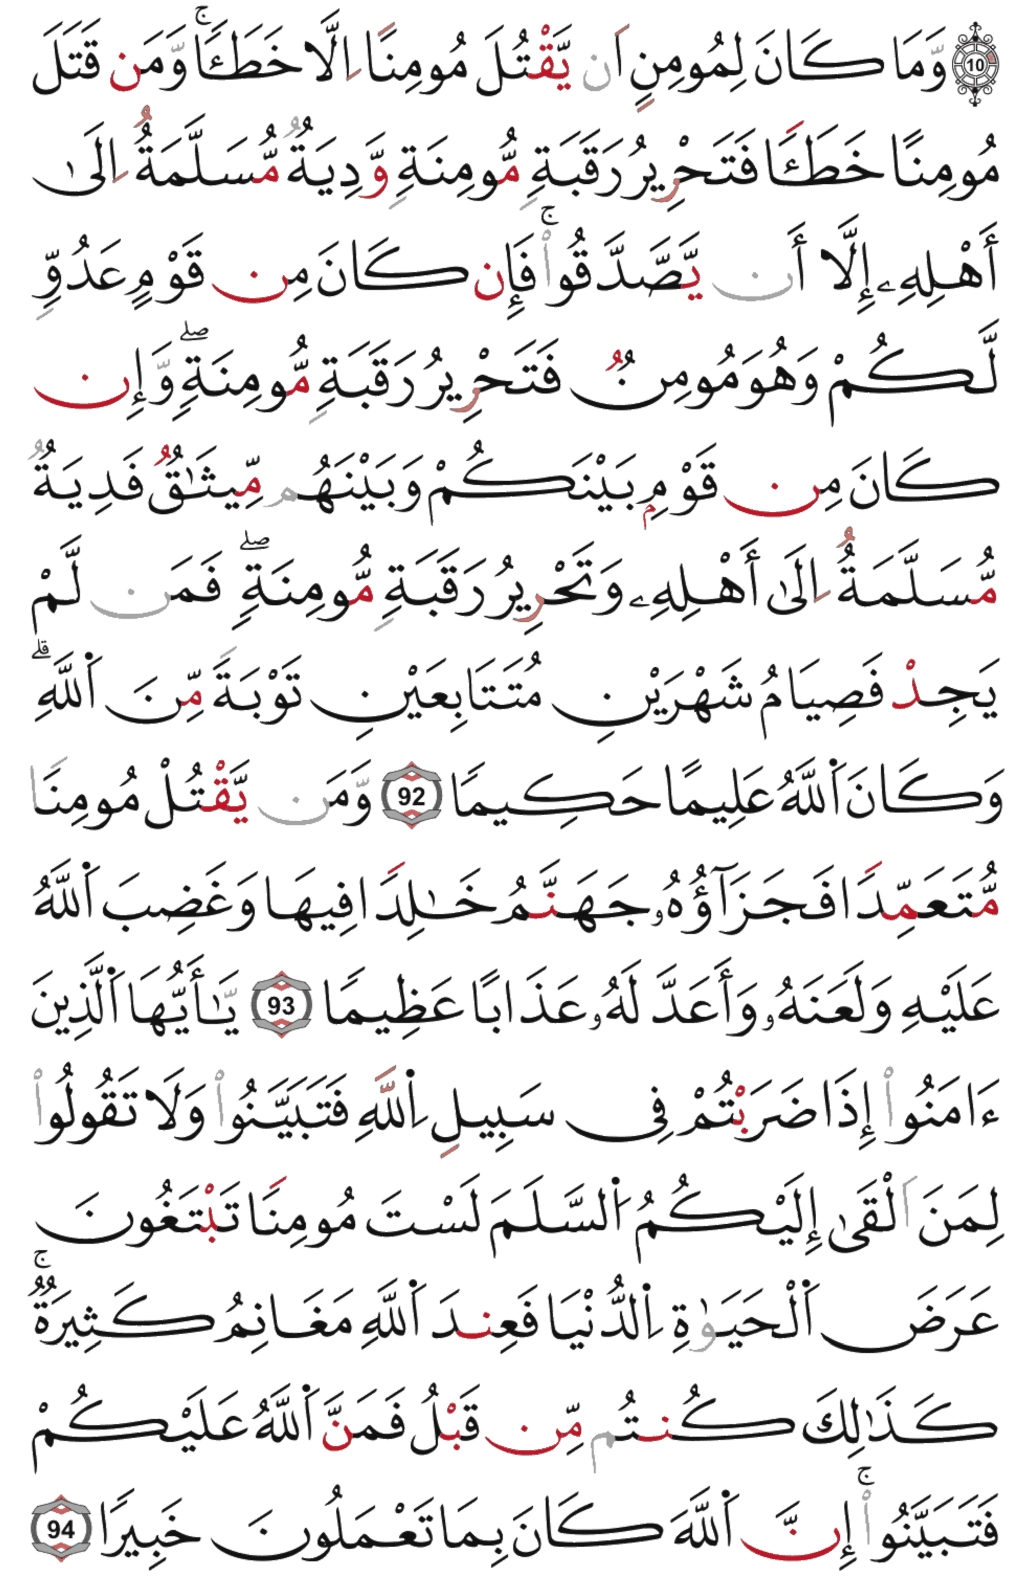 10 وَّمَا كَانَ لِمُومِنٍ اَن يَّقْتُلَ مُومِنًا اِلَّا خَطَـًٔاۚ وَّمَن قَتَلَ
مُومِنًا خَطَـًٔا فَتَحْرِيرُ رَقَبَةٍ مُّومِنَةٍ وَّدِيَةٌ مُّسَلَّمَةٌ اِلَىٰ
أَهْلِهِۦ إِلَّا أَن يَّصَّدَّقُواْۚ فَإِن كَانَ مِن قَوْمٍ عَدُوٍّ
لَّكُمْ وَهُوَ مُومِنٌ فَتَحْرِيرُ رَقَبَةٍ مُّومِنَةٍۖ وَّإِن
كَانَ مِن قَوْمِۭ بَيْنَكُمْ وَبَيْنَهُم مِّيثَٰقٌ فَدِيَةٌ
مُّسَلَّمَةٌ اِلَىٰ أَهْلِهِۦ وَتَحْرِيرُ رَقَبَةٍ مُّومِنَةٍۖ فَمَن لَّمْ
يَجِدْ فَصِيَامُ شَهْرَيْنِ مُتَتَابِعَيْنِ تَوْبَةً مِّنَ اَ۬للَّهِۗ
وَكَانَ اَ۬للَّهُ عَلِيمًا حَكِيمًا 92 وَّمَن يَّقْتُلْ مُومِنًا
مُّتَعَمِّدًا فَجَزَآؤُهُۥ جَهَنَّمُ خَٰلِدًا فِيهَا وَغَضِبَ اَ۬للَّهُ
عَلَيْهِ وَلَعَنَهُۥ وَأَعَدَّ لَهُۥ عَذَابًا عَظِيمًا 93 يَّٰأَيُّهَا اَ۬لَّذِينَ
ءَامَنُواْ إِذَا ضَرَبْتُمْ فِى سَبِيلِ اِ۬للَّهِ فَتَبَيَّنُواْ وَلَا تَقُولُواْ
لِمَنَ اَلْقَىٰ إِلَيْكُمُ اُ۬لسَّلَمَ لَسْتَ مُومِنًا تَبْتَغُونَ
عَرَضَ اَ۬لْحَيَوٰةِ اِ۬لدُّنْيَا فَعِندَ اَ۬للَّهِ مَغَانِمُ كَثِيرَةٌۚ
كَذَٰلِكَ كُنتُم مِّن قَبْلُ فَمَنَّ اَ۬للَّهُ عَلَيْكُمْ
فَتَبَيَّنُواْۚ إِنَّ اَ۬للَّهَ كَانَ بِمَا تَعْمَلُونَ خَبِيرًا 94